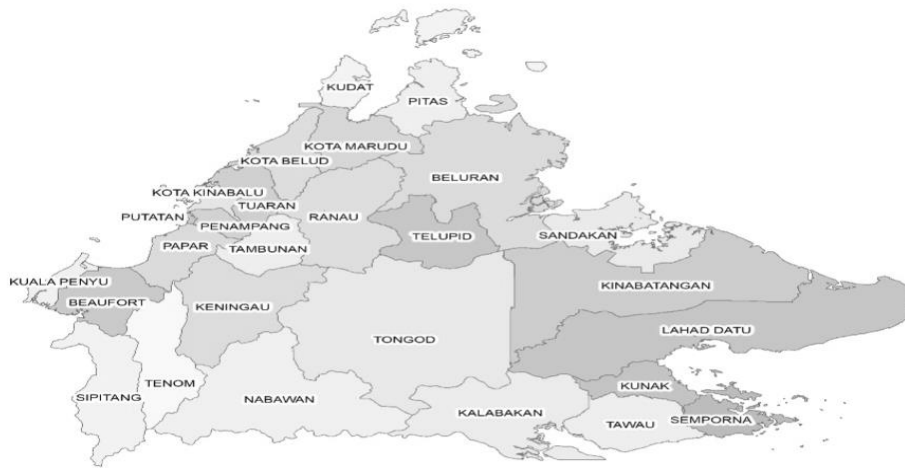 KUDAT
PITAS
KOTA MARUDU
KOTA BELUD
BELURAN
KOTA KINABALU
TUARAN
PUTATAN
PENAMPANG
RANAU
TELUPID
SANDAKAN
PAPAR
TAMBUNAN
KUALA PENYU
BEAUFORT
KENINGAU
KINABATANGAN
TONGOD
LAHAD DATU
SIPITANG
TENOM
NABAWAN
KUNAK
KALABAKAN
TAWAU
SEMPORNA